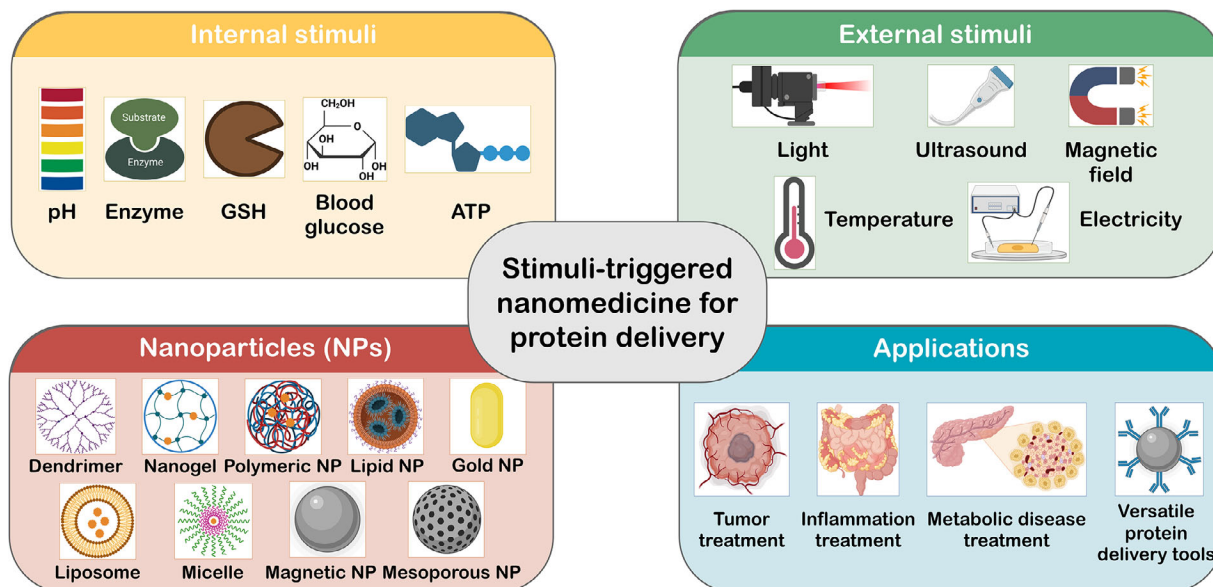 Internal stimuli
Substrate
Enzyme
CH₂OH
O
OH
OH
OH
OH
pH
Enzyme
GSH
Blood
glucose
ATP
External stimuli
Light
Ultrasound
Magnetic
field
Temperature
Electricity
Stimuli-triggered
nanomedicine for
protein delivery
Nanoparticles (NPs)
Dendrimer
Nanogel
Polymeric NP
Lipid NP
Gold NP
Liposome
Micelle
Magnetic NP
Mesoporous NP
Applications
Tumor
treatment
Inflammation
treatment
Metabolic disease
treatment
Versatile
protein
delivery tools